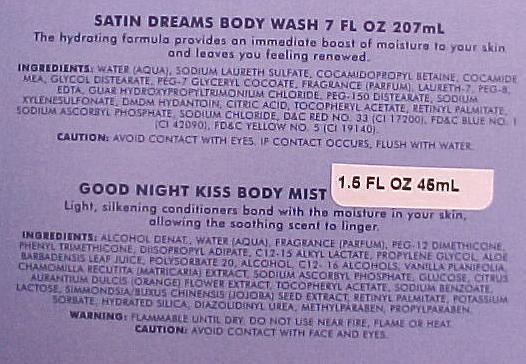 SATIN DREAMS BODY WASH 7 FL OZ 207mL
The hydrating formula provides an immediate boost of moisture to your skin
and leaves you feeling renewed.
INGREDIENTS: WATER (AQUA), SODIUM LAURETH SULFATE, COCAMIDOPROPYL BETAINE, COCAMIDE
MEA, GLYCOL DISTEARATE, PEG-7 GLYCERYL COCOATE, FRAGRANCE (PARFUM), LAURETH-7, PEG-8,
EDTA, GUAR HYDROXYPROPYLTRIMONIUM CHLORIDE, PEG-150 DISTEARATE, SODIUM
XYLENESULFONATE, DMDM HYDANTOIN, CITRIC ACID, TOCOPHERYL ACETATE, RETINYL PALMITATE,
SODIUM ASCORBYL PHOSPHATE, SODIUM CHLORIDE, D&C RED NO. 33 (CI 17200), FD&C BLUE NO. 1
(CI 42090), FD&C YELLOW NO. 5 (CI 19140).
CAUTION: AVOID CONTACT WITH EYES. IF CONTACT OCCURS, FLUSH WITH WATER.
GOOD NIGHT KISS BODY MIST 1.5 FL OZ 45mL
Light, silkening conditioners bond with the moisture in your skin,
allowing the soothing scent to linger.
INGREDIENTS: ALCOHOL DENAT., WATER (AQUA), FRAGRANCE (PARFUM), PEG-12 DIMETHICONE,
PHENYL TRIMETHICONE, DIISOPROPYL ADIPATE, C12-15 ALKYL LACTATE, PROPYLENE GLYCOL, ALOE
BARBADENSIS LEAF JUICE, POLYSORBATE 20, ALCOHOL, C12- 16 ALCOHOLS, VANILLA PLANIFOLIA,
CHAMOMILLA RECUTITA (MATRICARIA) EXTRACT, SODIUM ASCORBYL PHOSPHATE, GLUCOSE, CITRUS
AURANTIUM DULCIS (ORANGE) FLOWER EXTRACT, TOCOPHERYL ACETATE, SODIUM BENZOATE,
LACTOSE, SIMMONDSIA/BUXUS CHINENSIS (JOJOBA) SEED EXTRACT, RETINYL PALMITATE, POTASSIUM
SORBATE, HYDRATED SILICA, DIAZOLIDINYL UREA, METHYLPARABEN, PROPYLPARABEN.
WARNING: FLAMMABLE UNTIL DRY. DO NOT USE NEAR FIRE, FLAME OR HEAT.
CAUTION: AVOID CONTACT WITH FACE AND EYES.